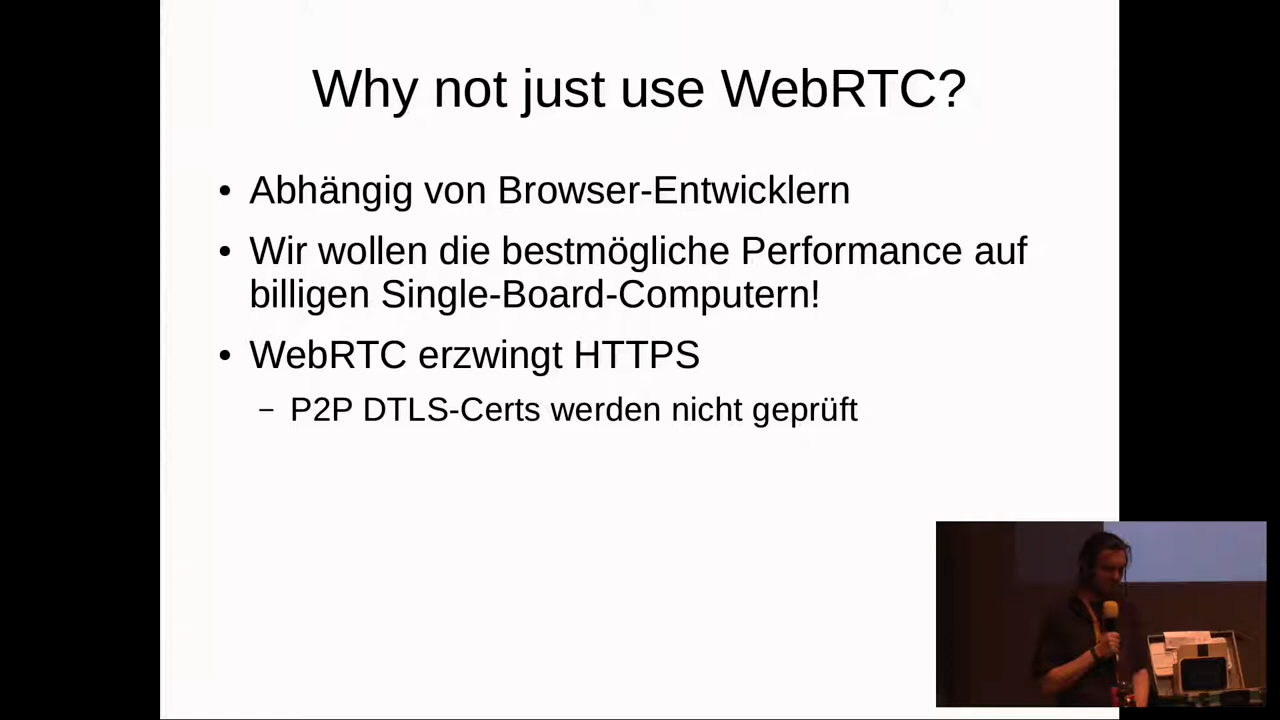 Why not just use WebRTC?
• Abhängig von Browser-Entwicklern
• Wir wollen die bestmögliche Performance auf
billigen Single-Board-Computern!
• WebRTC erzwingt HTTPS
– P2P DTLS-Certs werden nicht geprüft